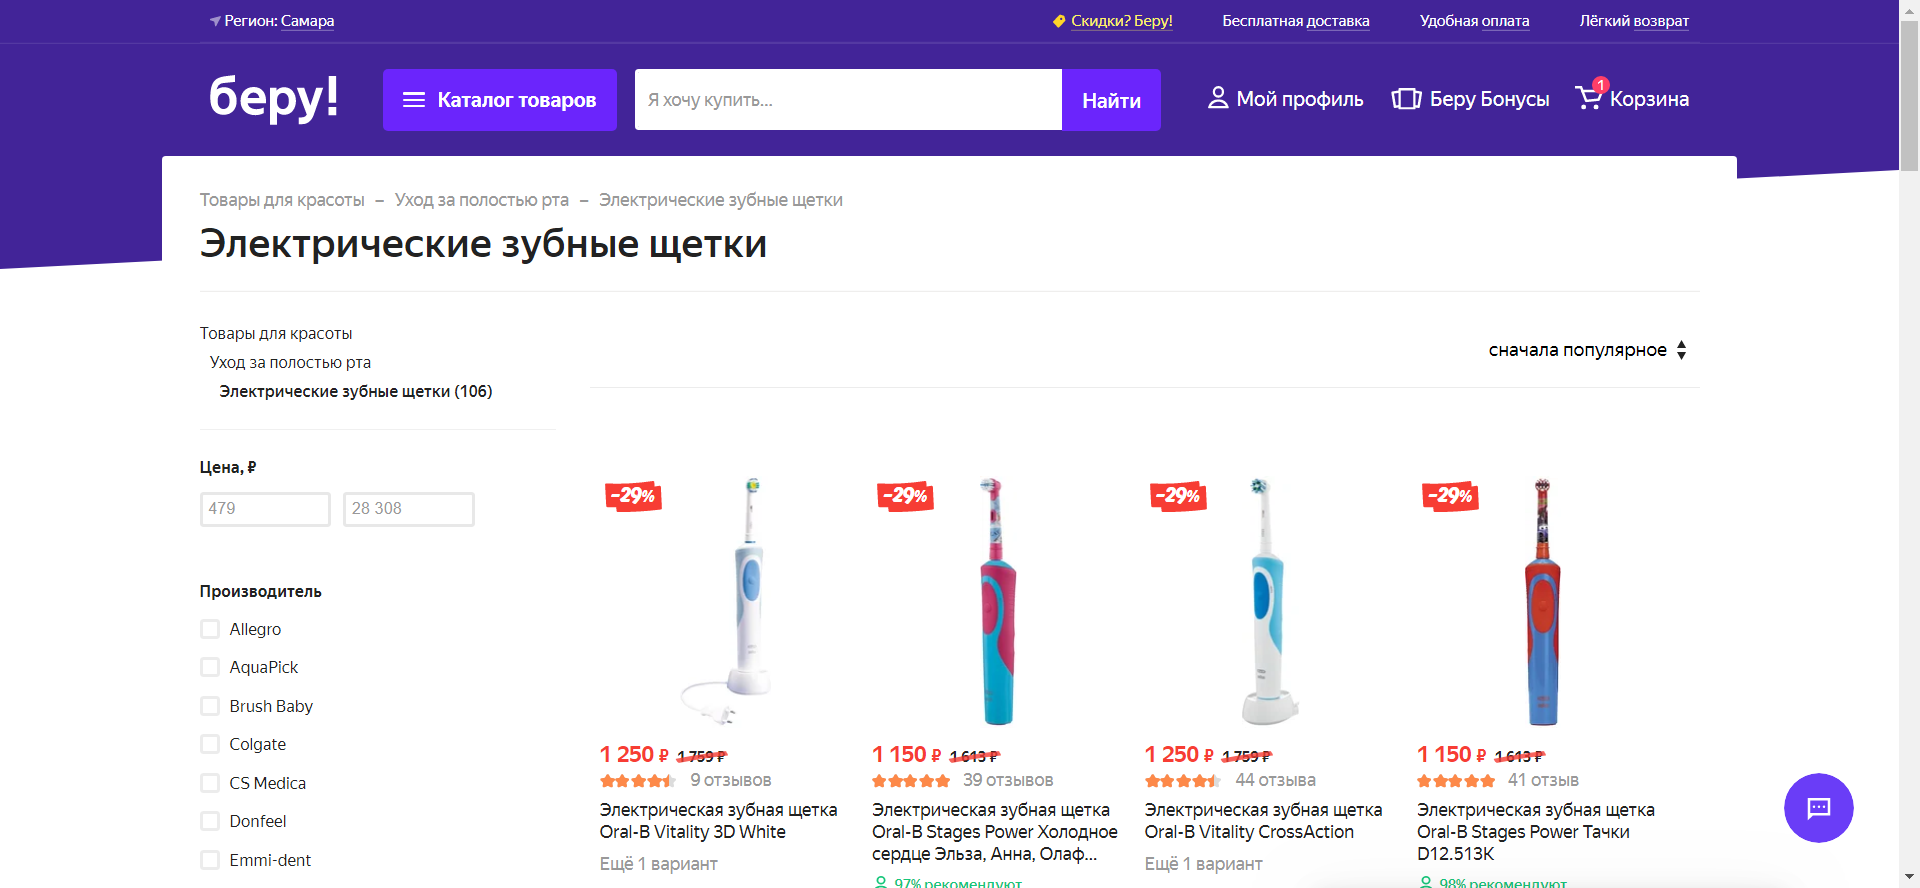 Регион: Самара
Скидки? Беру!
Бесплатная доставка
Удобная оплата
Лёгкий возврат
беру!
Каталог товаров
Я хочу купить...
Найти
Мой профиль
Беру Бонусы
1
Корзина
Товары для красоты – Уход за полостью рта – Электрические зубные щетки
Электрические зубные щетки
Товары для красоты
Уход за полостью рта
Электрические зубные щетки (106)
сначала популярное
Цена, ₽
479
28 308
Производитель
Allegro
AquaPick
Brush Baby
Colgate
CS Medica
Donfeel
Emmi-dent
-29%
1 250 ₽ 1 759 ₽
9 отзывов
Электрическая зубная щетка
Oral-B Vitality 3D White
Ещё 1 вариант
-29%
1 150 ₽ 1 613 ₽
39 отзывов
Электрическая зубная щетка
Oral-B Stages Power Холодное
сердце Эльза, Анна, Олаф...
97% рекомендуют
-29%
1 250 ₽ 1 759 ₽
44 отзыва
Электрическая зубная щетка
Oral-B Vitality CrossAction
Ещё 1 вариант
-29%
1 150 ₽ 1 613 ₽
41 отзыв
Электрическая зубная щетка
Oral-B Stages Power Тачки
D12.513K
98% рекомендуют